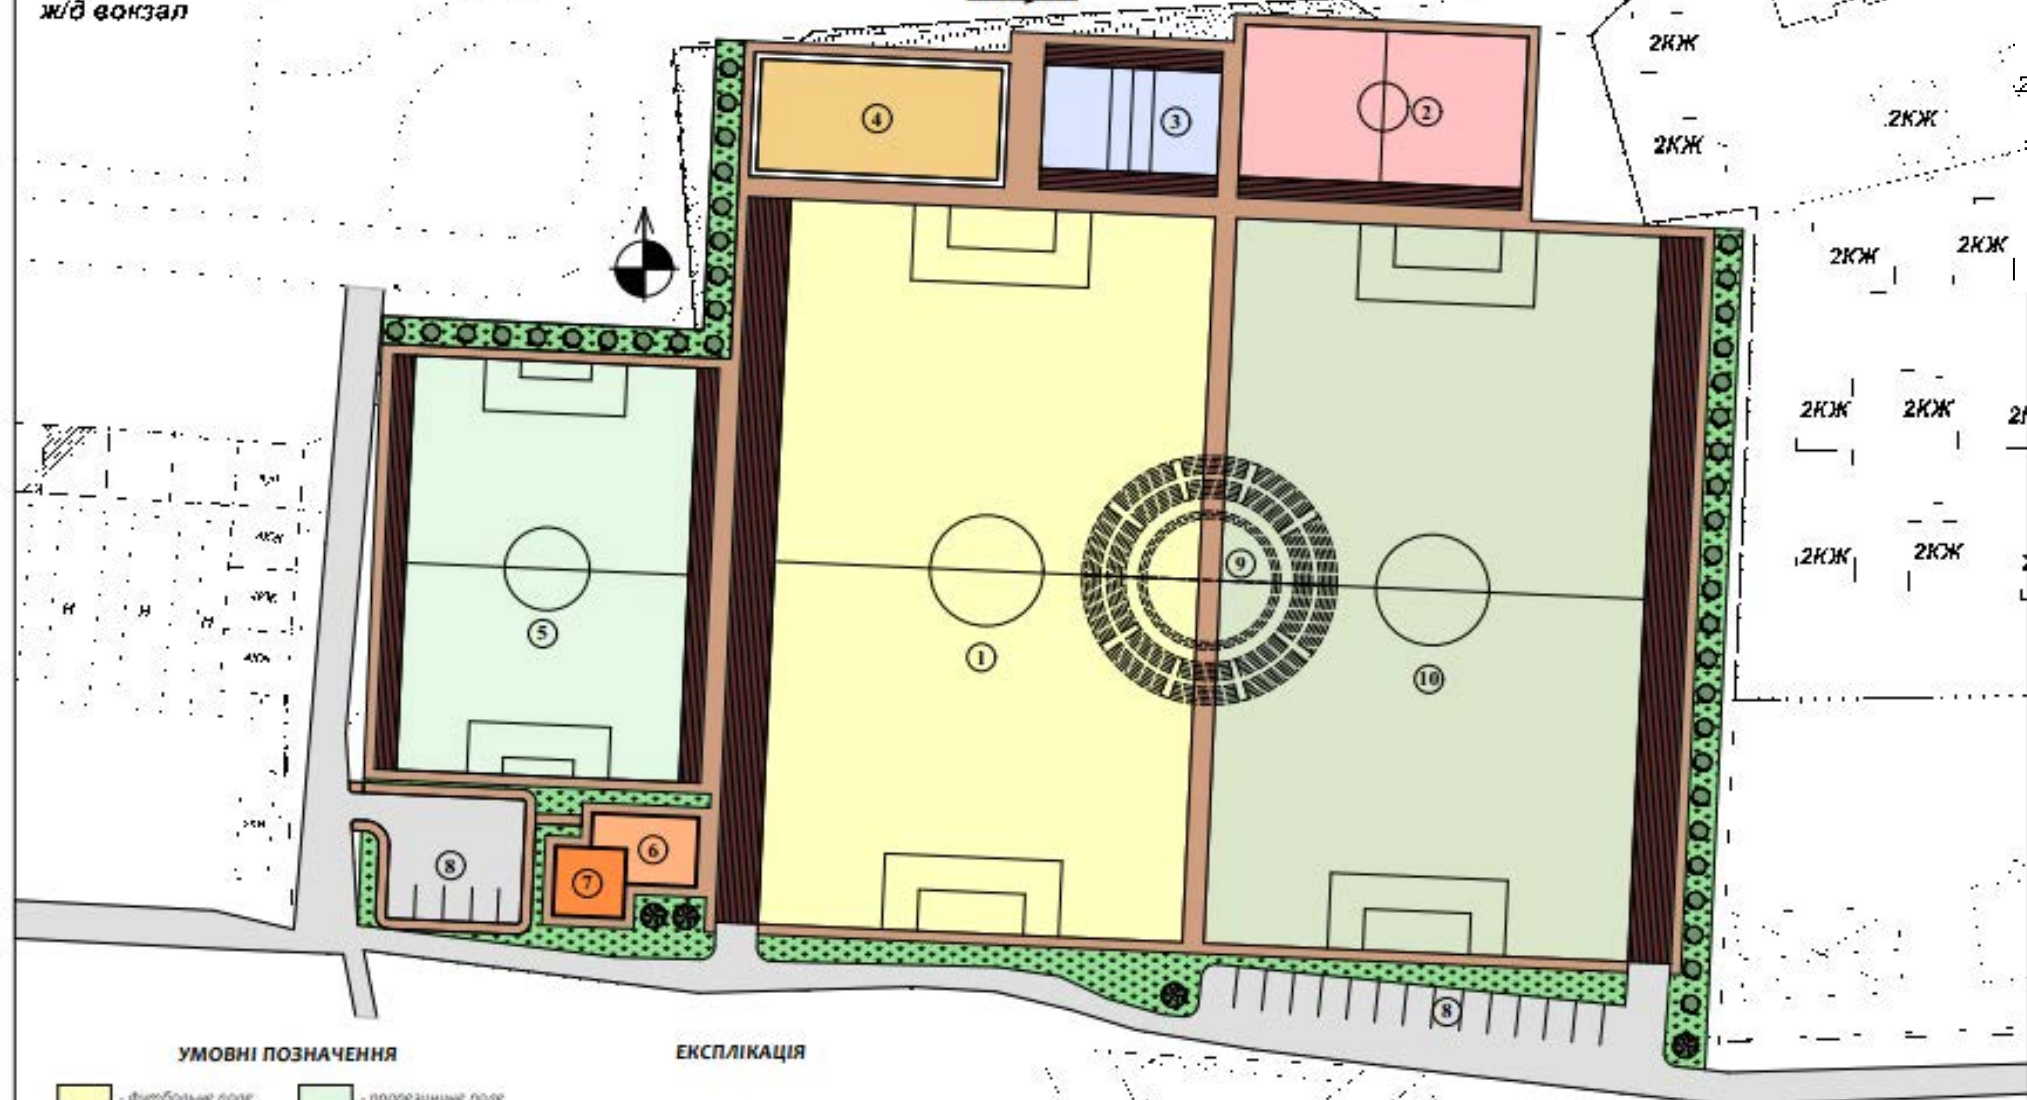 ж/д вокзал
2КЖ
2КЖ
2КЖ
2КЖ
2КЖ
2КЖ
2КЖ
2КЖ
2КЖ
4
3
2
5
1
9
10
6
7
8
8
Н Н Н
УМОВНІ ПОЗНАЧЕННЯ
ЕКСПЛІКАЦІЯ